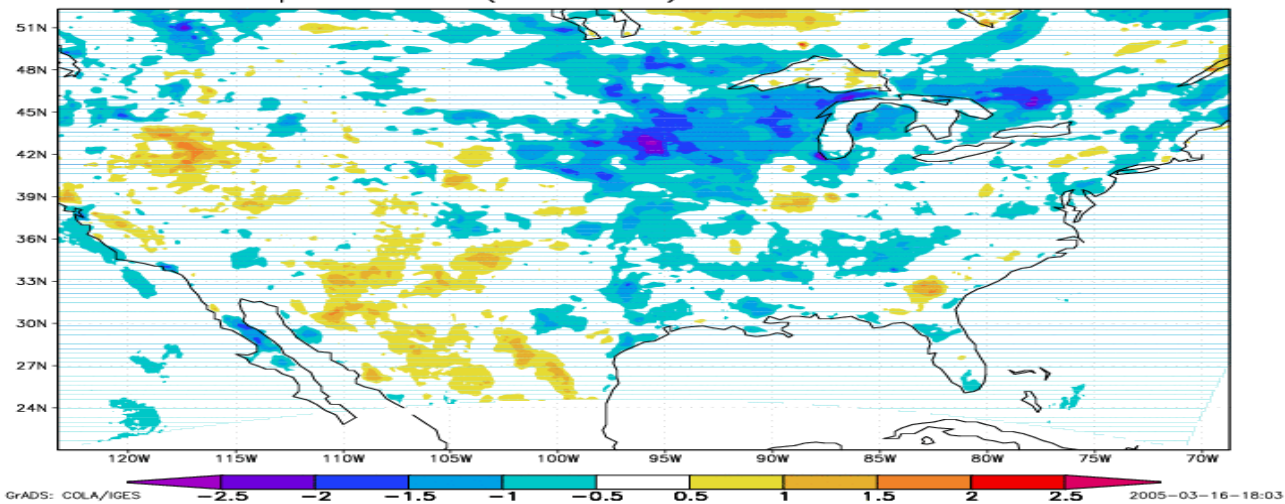 51N
48N
45N
42N
39N
36N
33N
30N
27N
24N
120W 115W 110W 105W 100W 95W 90W 85W 80W 75W 70W
-2.5 -2 -1.5 -1 -0.5 0.5 1 1.5 2 2.5
GrADS: COLA/IGES 2005-03-16-18:03